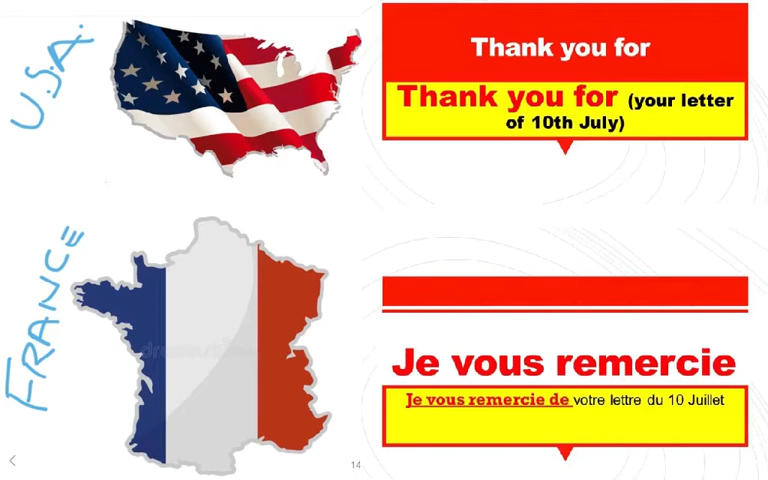 U.S.A.
Thank you for
Thank you for (your letter
of 10th July)
FRANCE
Je vous remercie
Je vous remercie de votre lettre du 10 Juillet
14